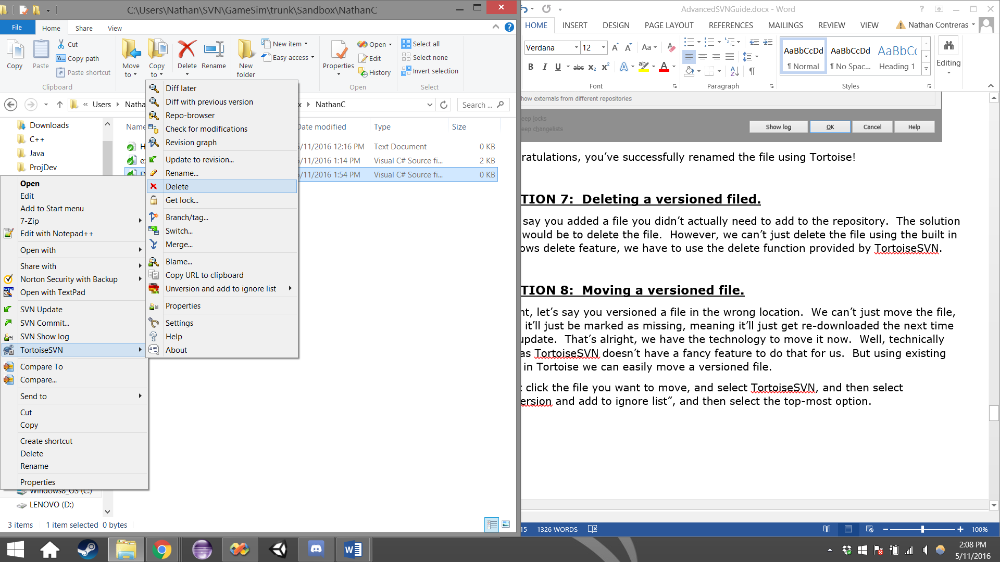 C:\Users\Nathan\SVN\GameSim\trunk\Sandbox\NathanC
File Home Share View
Copy
Paste
Cut
Copy path
Paste shortcut
Clipboard
Move to
Copy to
Delete
Rename
New folder
New item
Easy access
Properties
Open
Edit
History
Open
Select all
Select none
Invert selection
Select
« Users Natha
x NathanC
Search ...
Downloads
C++
Java
ProjDev
Name Date modified Type Size
H 5/11/2016 12:16 PM Text Document 0 KB
ex 5/11/2016 1:14 PM Visual C# Source fi... 2 KB
D 5/11/2016 1:54 PM Visual C# Source fi... 0 KB
Open
Edit
Add to Start menu
7-Zip
Edit with Notepad++
Open with
Share with
Norton Security with Backup
Open with TextPad
SVN Update
SVN Commit...
SVN Show log
TortoiseSVN
Compare To
Compare...
Send to
Cut
Copy
Create shortcut
Delete
Rename
Properties
Windows8_OS (C:)
LENOVO (D:)
3 items 1 item selected 0 bytes
Diff later
Diff with previous version
Repo-browser
Check for modifications
Revision graph
Update to revision...
Rename...
Delete
Get lock...
Branch/tag...
Switch...
Merge...
Blame...
Copy URL to clipboard
Unversion and add to ignore list
Properties
Settings
Help
About
AdvancedSVNGuide.docx - Word
HOME INSERT DESIGN PAGE LAYOUT REFERENCES MAILINGS REVIEW VIEW Nathan Contreras
Verdana 12
Font
Paragraph
AaBbCcDd AaBbCcDd AaBbCc
¶ Normal ¶ No Spac... Heading 1
Styles
Editing
how externals from different repositories
eep locks
eep changelists
Show log OK Cancel Help
ratulations, you’ve successfully renamed the file using Tortoise!
TION 7: Deleting a versioned filed.
say you added a file you didn’t actually need to add to the repository. The solution
would be to delete the file. However, we can’t just delete the file using the built in
ows delete feature, we have to use the delete function provided by TortoiseSVN.
TION 8: Moving a versioned file.
ht, let’s say you versioned a file in the wrong location. We can’t just move the file,
it’ll just be marked as missing, meaning it’ll just get re-downloaded the next time
update. That’s alright, we have the technology to move it now. Well, technically
as TortoiseSVN doesn’t have a fancy feature to do that for us. But using existing
in Tortoise we can easily move a versioned file.
t click the file you want to move, and select TortoiseSVN, and then select
ersion and add to ignore list”, and then select the top-most option.
15 1326 WORDS
100%
2:08 PM
5/11/2016